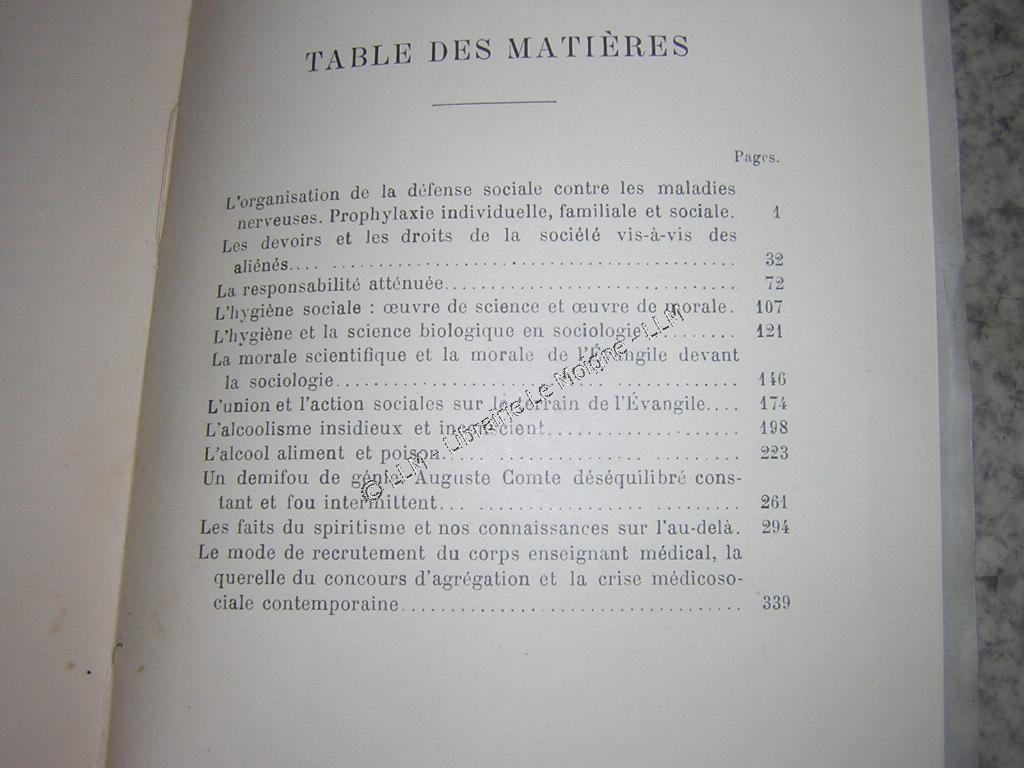 TABLE DES MATIÈRES
Pages.
L'organisation de la défense sociale contre les maladies
nerveuses. Prophylaxie individuelle, familiale et sociale. 1
Les devoirs et les droits de la société vis-à-vis des
aliénés.... ........................................ 32
La responsabilité atténuée............................... 72
L'hygiène sociale : œuvre de science et œuvre de morale. 107
L'hygiène et la science biologique en sociologie......... 121
La morale scientifique et la morale de l'Évangile devant
la sociologie........................ ............. 146
L'union et l'action sociales sur le terrain de l'Évangile.... 174
L'alcoolisme insidieux et inconscient.................... 198
L'alcool aliment et poison.................. ......... 223
Un demifou de génie. Auguste Comte déséquilibré cons-
tant et fou intermittent... ................. ......... 261
Les faits du spiritisme et nos connaissances sur l'au-delà. 294
Le mode de recrutement du corps enseignant médical, la
querelle du concours d'agrégation et la crise médicoso-
ciale contemporaine.................................. 339
© LLM - Librairie Le Moigne - LLM